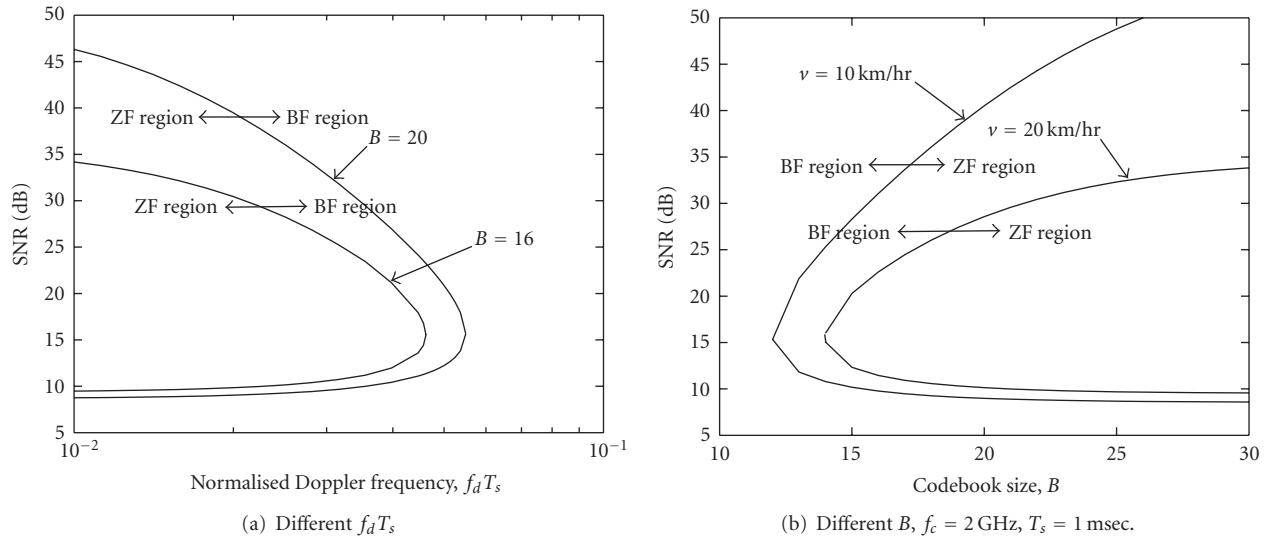 50
45
40
35
30
25
20
15
10
5
SNR (dB)
ZF region
BF region
B = 20
ZF region
BF region
B = 16
10⁻²
10⁻¹
Normalised Doppler frequency, f_d T_s
(a) Different f_d T_s
50
45
40
35
30
25
20
15
10
5
SNR (dB)
v = 10 km/hr
v = 20 km/hr
BF region
ZF region
BF region
ZF region
10
15
20
25
30
Codebook size, B
(b) Different B, f_c = 2 GHz, T_s = 1 msec.